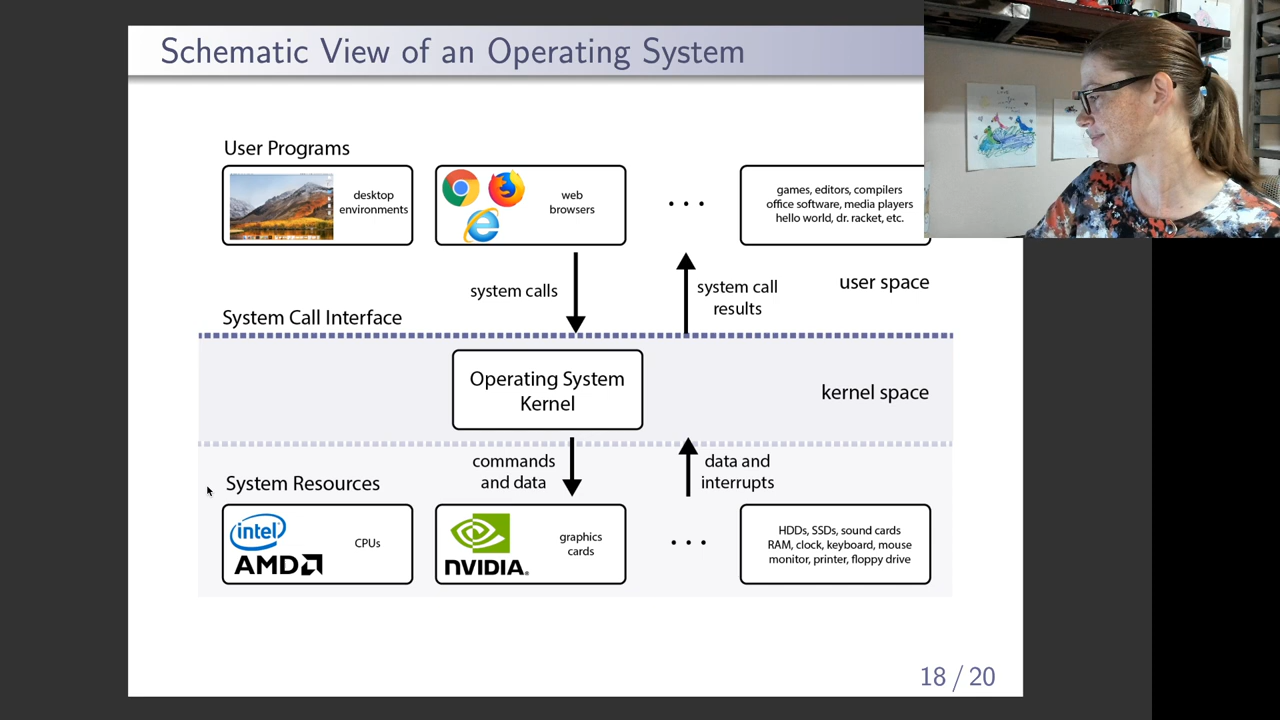 Schematic View of an Operating System
User Programs
desktop
environments
web
browsers
...
games, editors, compilers
office software, media players
hello world, dr. racket, etc.
system calls
system call
results
user space
System Call Interface
Operating System
Kernel
kernel space
commands
and data
data and
interrupts
System Resources
intel
AMD
CPUs
NVIDIA.
graphics
cards
...
HDDs, SSDs, sound cards
RAM, clock, keyboard, mouse
monitor, printer, floppy drive
18 / 20